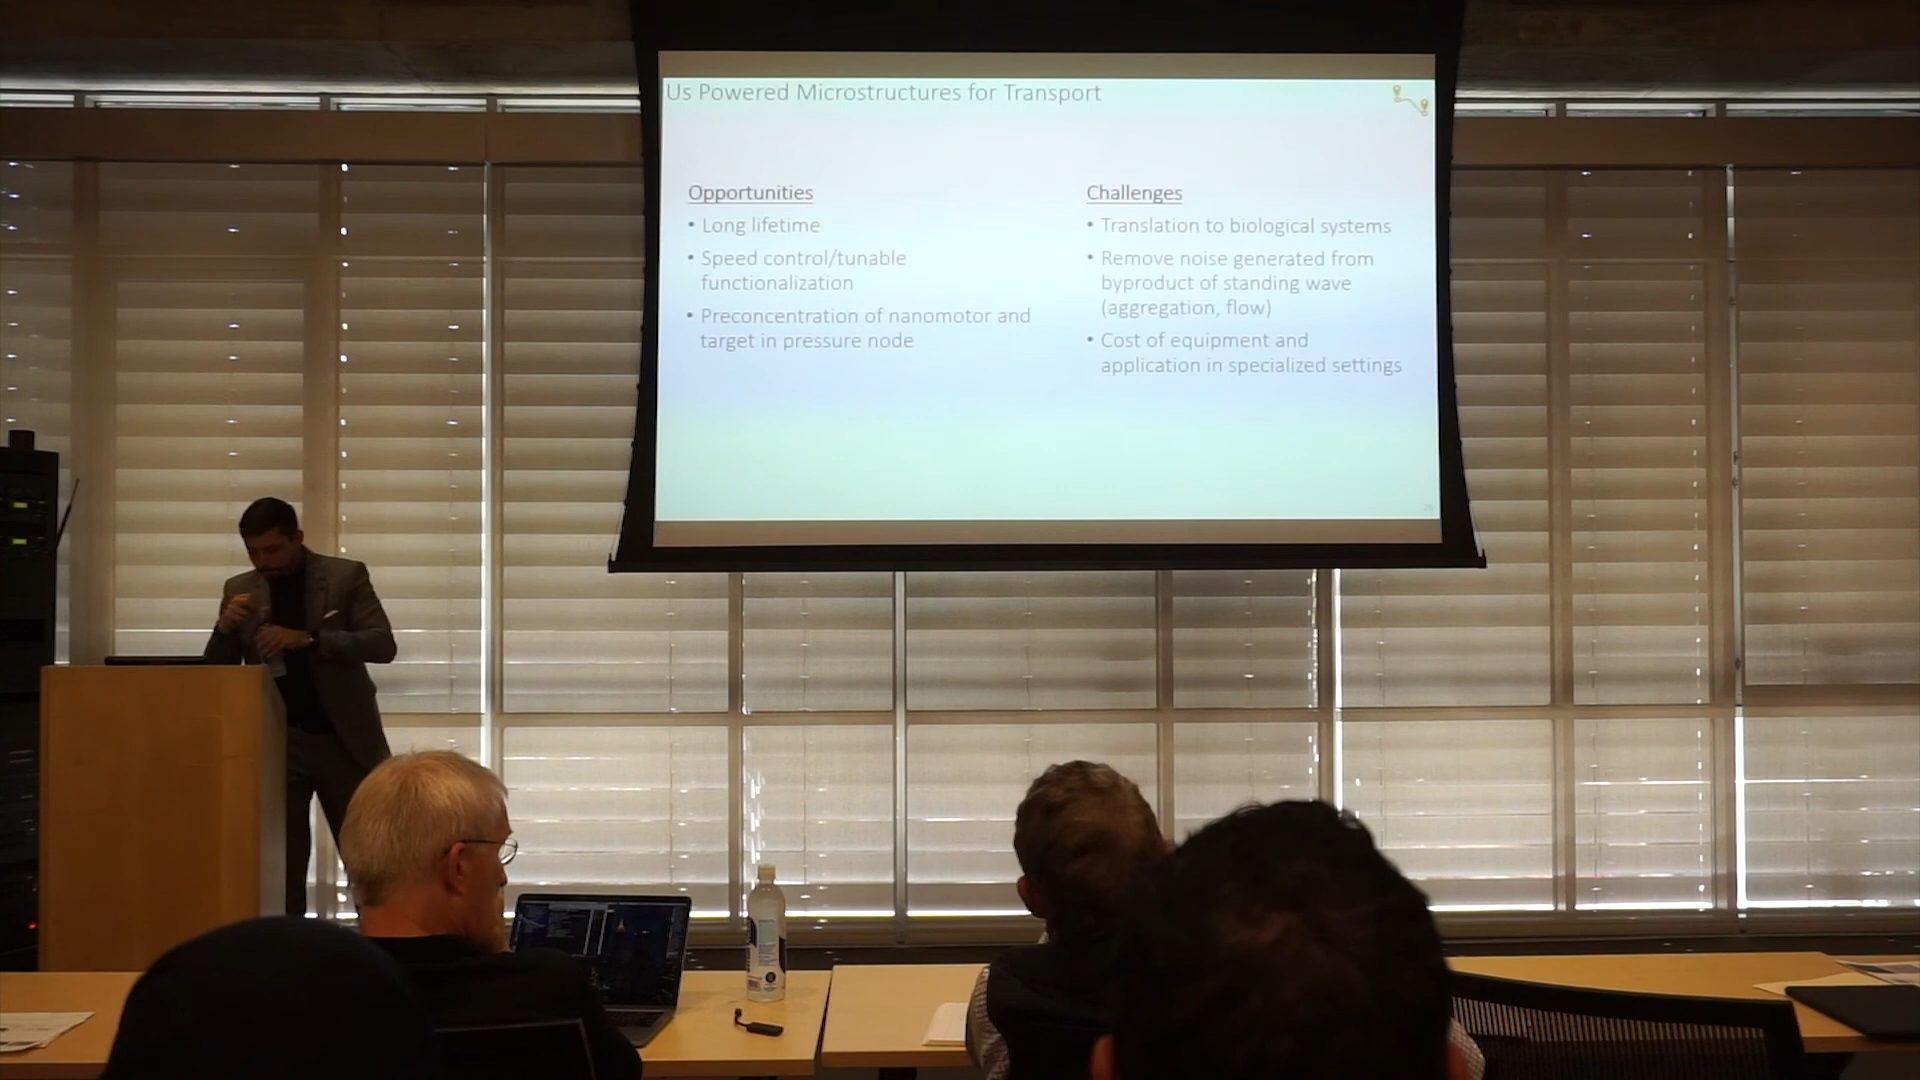 Us Powered Microstructures for Transport
Opportunities
• Long lifetime
• Speed control/tunable
functionalization
• Preconcentration of nanomotor and
target in pressure node
Challenges
• Translation to biological systems
• Remove noise generated from
byproduct of standing wave
(aggregation, flow)
• Cost of equipment and
application in specialized settings